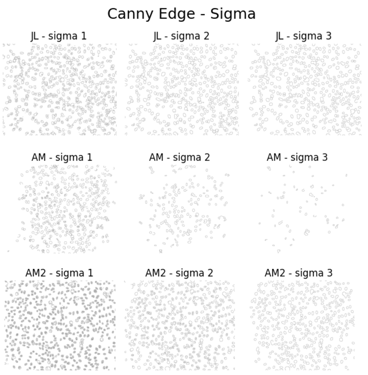 Canny Edge - Sigma
JL - sigma 1
JL - sigma 2
JL - sigma 3
AM - sigma 1
AM - sigma 2
AM - sigma 3
AM2 - sigma 1
AM2 - sigma 2
AM2 - sigma 3